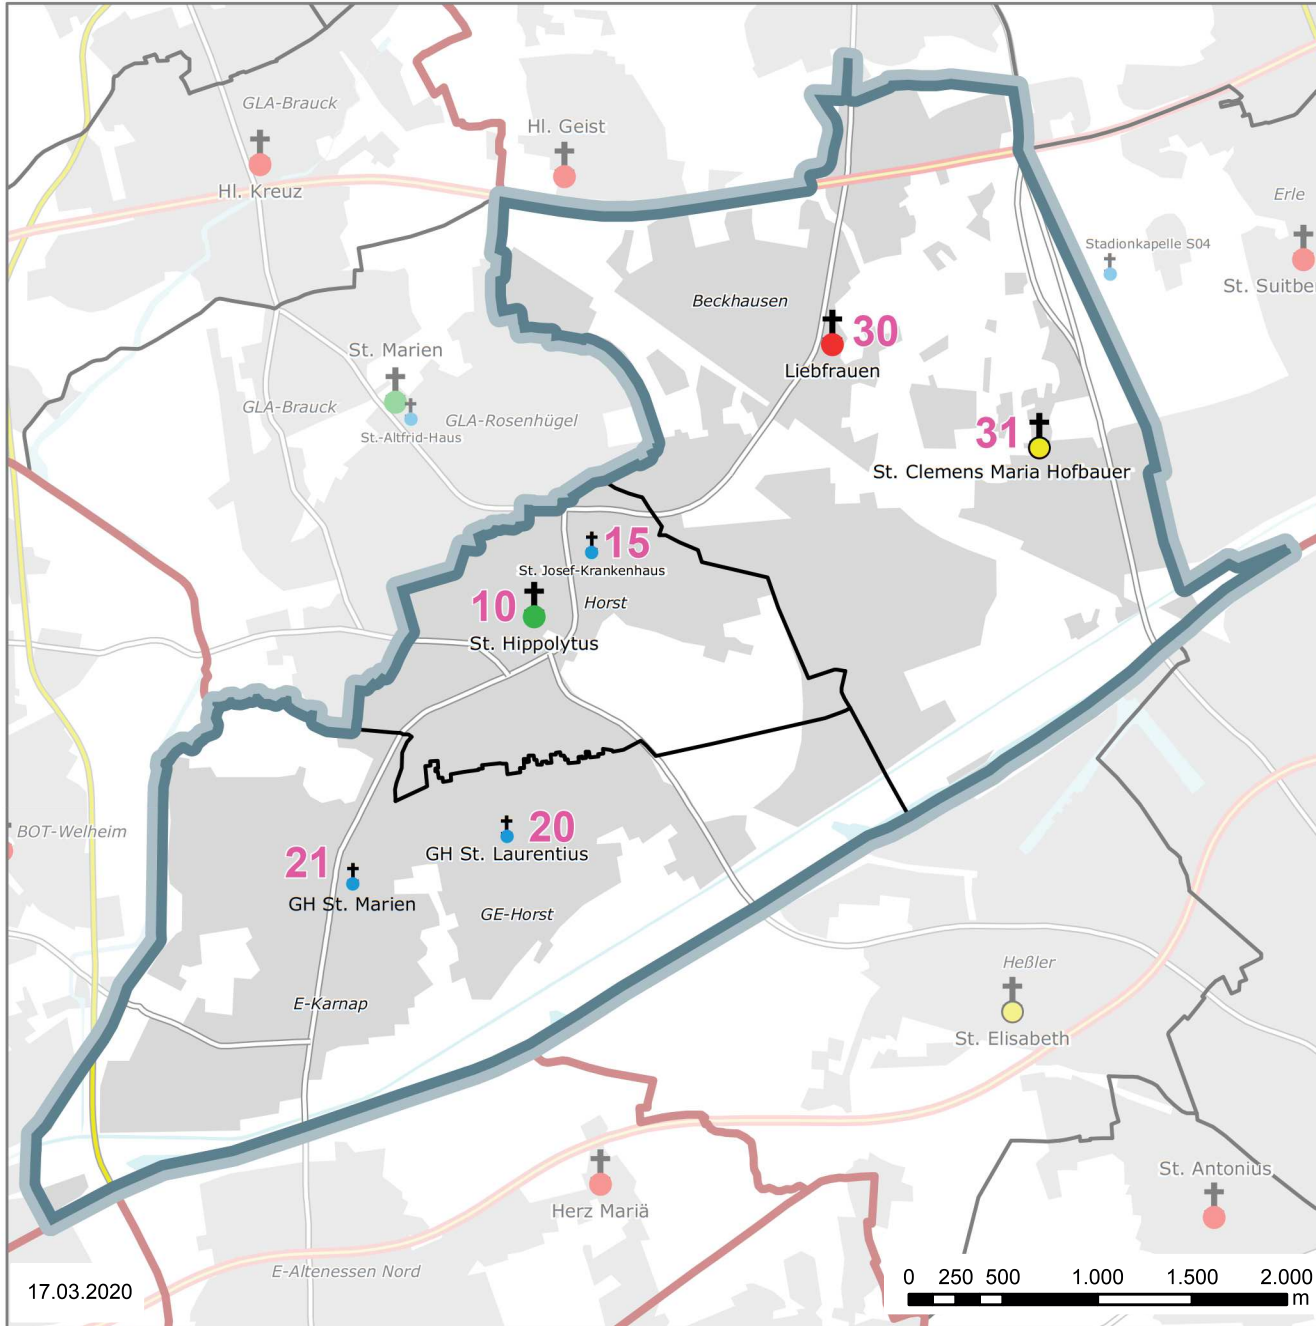 GLA-Brauck
Hl. Kreuz
Hl. Geist
Erle
Stadionkapelle S04
St. Suitber
Beckhausen
30
Liebfrauen
St. Marien
GLA-Brauck
GLA-Rosenhügel
St.-Altfrid-Haus
31
St. Clemens Maria Hofbauer
15
St. Josef-Krankenhaus
10
Horst
St. Hippolytus
BOT-Welheim
20
GH St. Laurentius
21
GH St. Marien
GE-Horst
E-Karnap
Heßler
St. Elisabeth
St. Antonius
Herz Mariä
E-Altenessen Nord
17.03.2020
0 250 500 1.000 1.500 2.000
m